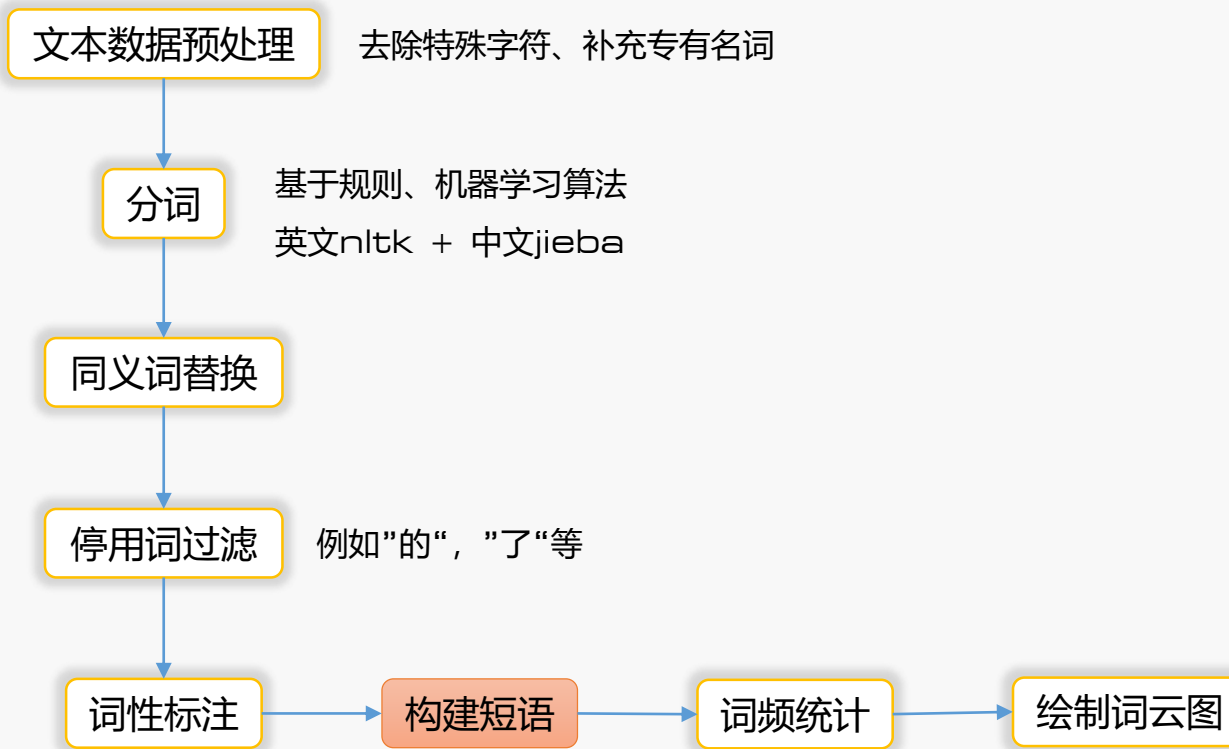 文本数据预处理
去除特殊字符、补充专有名词
分词
基于规则、机器学习算法
英文nltk + 中文jieba
同义词替换
停用词过滤
例如”的“，”了“等
词性标注
构建短语
词频统计
绘制词云图